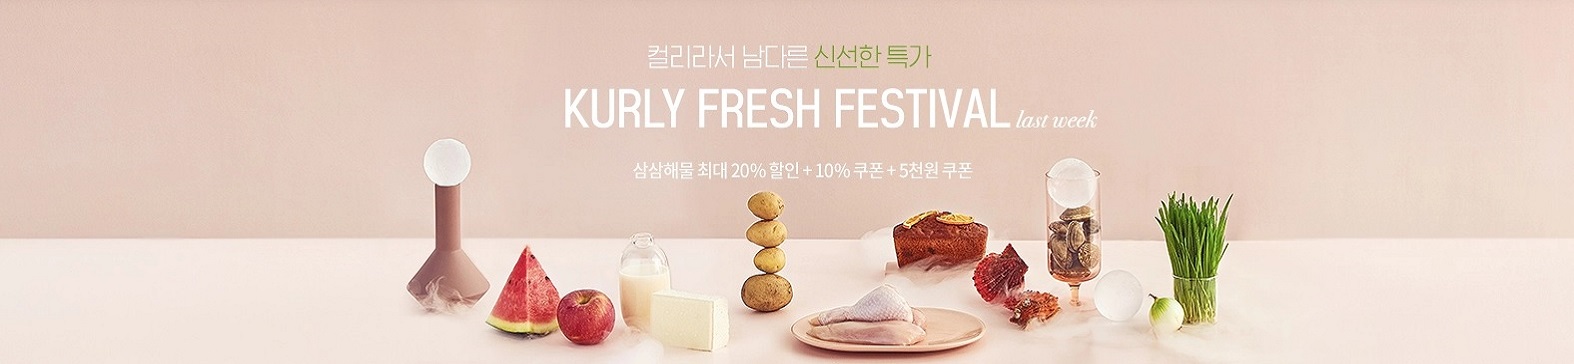 컬리라서 남다른 신선한 특가
KURLY FRESH FESTIVAL last week
삼삼해물 최대 20% 할인 + 10% 쿠폰 + 5천원 쿠폰